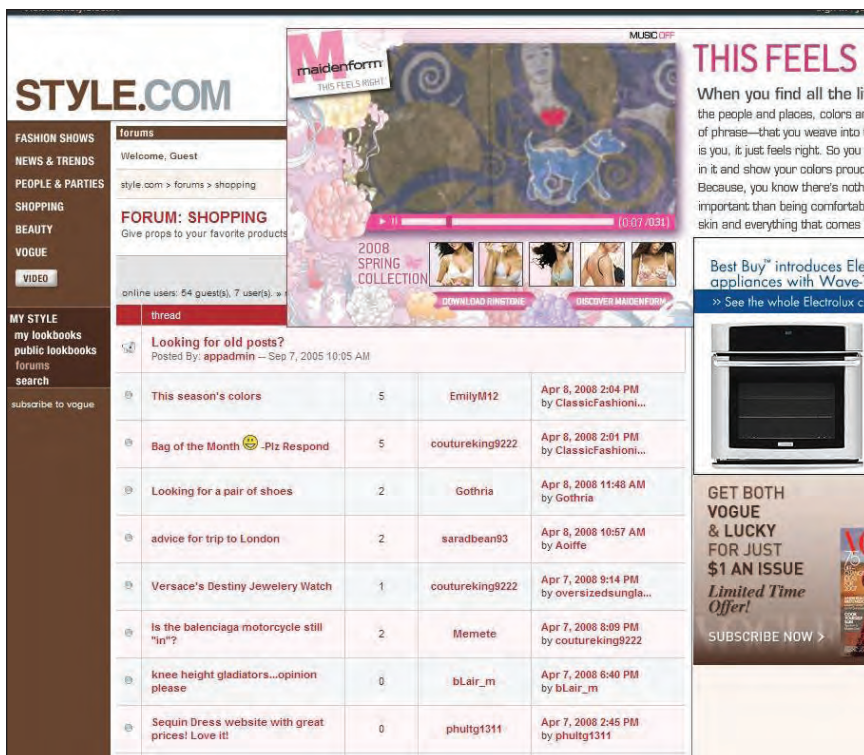 MUSIC OFF
M
maidenform
THIS FEELS RIGHT
STYLE.COM
FASHION SHOWS
NEWS & TRENDS
PEOPLE & PARTIES
SHOPPING
BEAUTY
VOGUE
VIDEO
MY STYLE
my lookbooks
public lookbooks
forums
search
subscribe to vogue
forums
Welcome, Guest
style.com > forums > shopping
FORUM: SHOPPING
Give props to your favorite products
online users: 54 guest(s), 7 user(s). »
(0:07/031)
2008
SPRING
COLLECTION
DOWNLOAD RINGTONE
DISCOVER MAIDENFORM
thread
Looking for old posts?
Posted By: appadmin -- Sep 7, 2005 10:05 AM
This season's colors 5 EmilyM12 Apr 8, 2008 2:04 PM
by ClassicFashioni...
Bag of the Month -Plz Respond 5 coutureking9222 Apr 8, 2008 2:01 PM
by ClassicFashioni...
Looking for a pair of shoes 2 Gothria Apr 8, 2008 11:48 AM
by Gothria
advice for trip to London 2 saradbean93 Apr 8, 2008 10:57 AM
by Aoiffe
Versace's Destiny Jewelery Watch 1 coutureking9222 Apr 7, 2008 9:14 PM
by oversizedsungla...
Is the balenciaga motorcycle still 2 Memete Apr 7, 2008 8:09 PM
"in"? by coutureking9222
knee height gladiators...opinion 0 bLair_m Apr 7, 2008 6:40 PM
please by bLair_m
Sequin Dress website with great 0 phultg1311 Apr 7, 2008 2:45 PM
prices! Love it! by phultg1311
THIS FEELS
When you find all the li
the people and places, colors a
of phrase—that you weave into
is you, it just feels right. So you
in it and show your colors proud
Because, you know there's noth
important than being comfortab
skin and everything that comes
Best Buy™ introduces Ele
appliances with Wave-
>> See the whole Electrolux c
GET BOTH
VOGUE
& LUCKY
FOR JUST
$1 AN ISSUE
Limited Time
Offer!
SUBSCRIBE NOW >